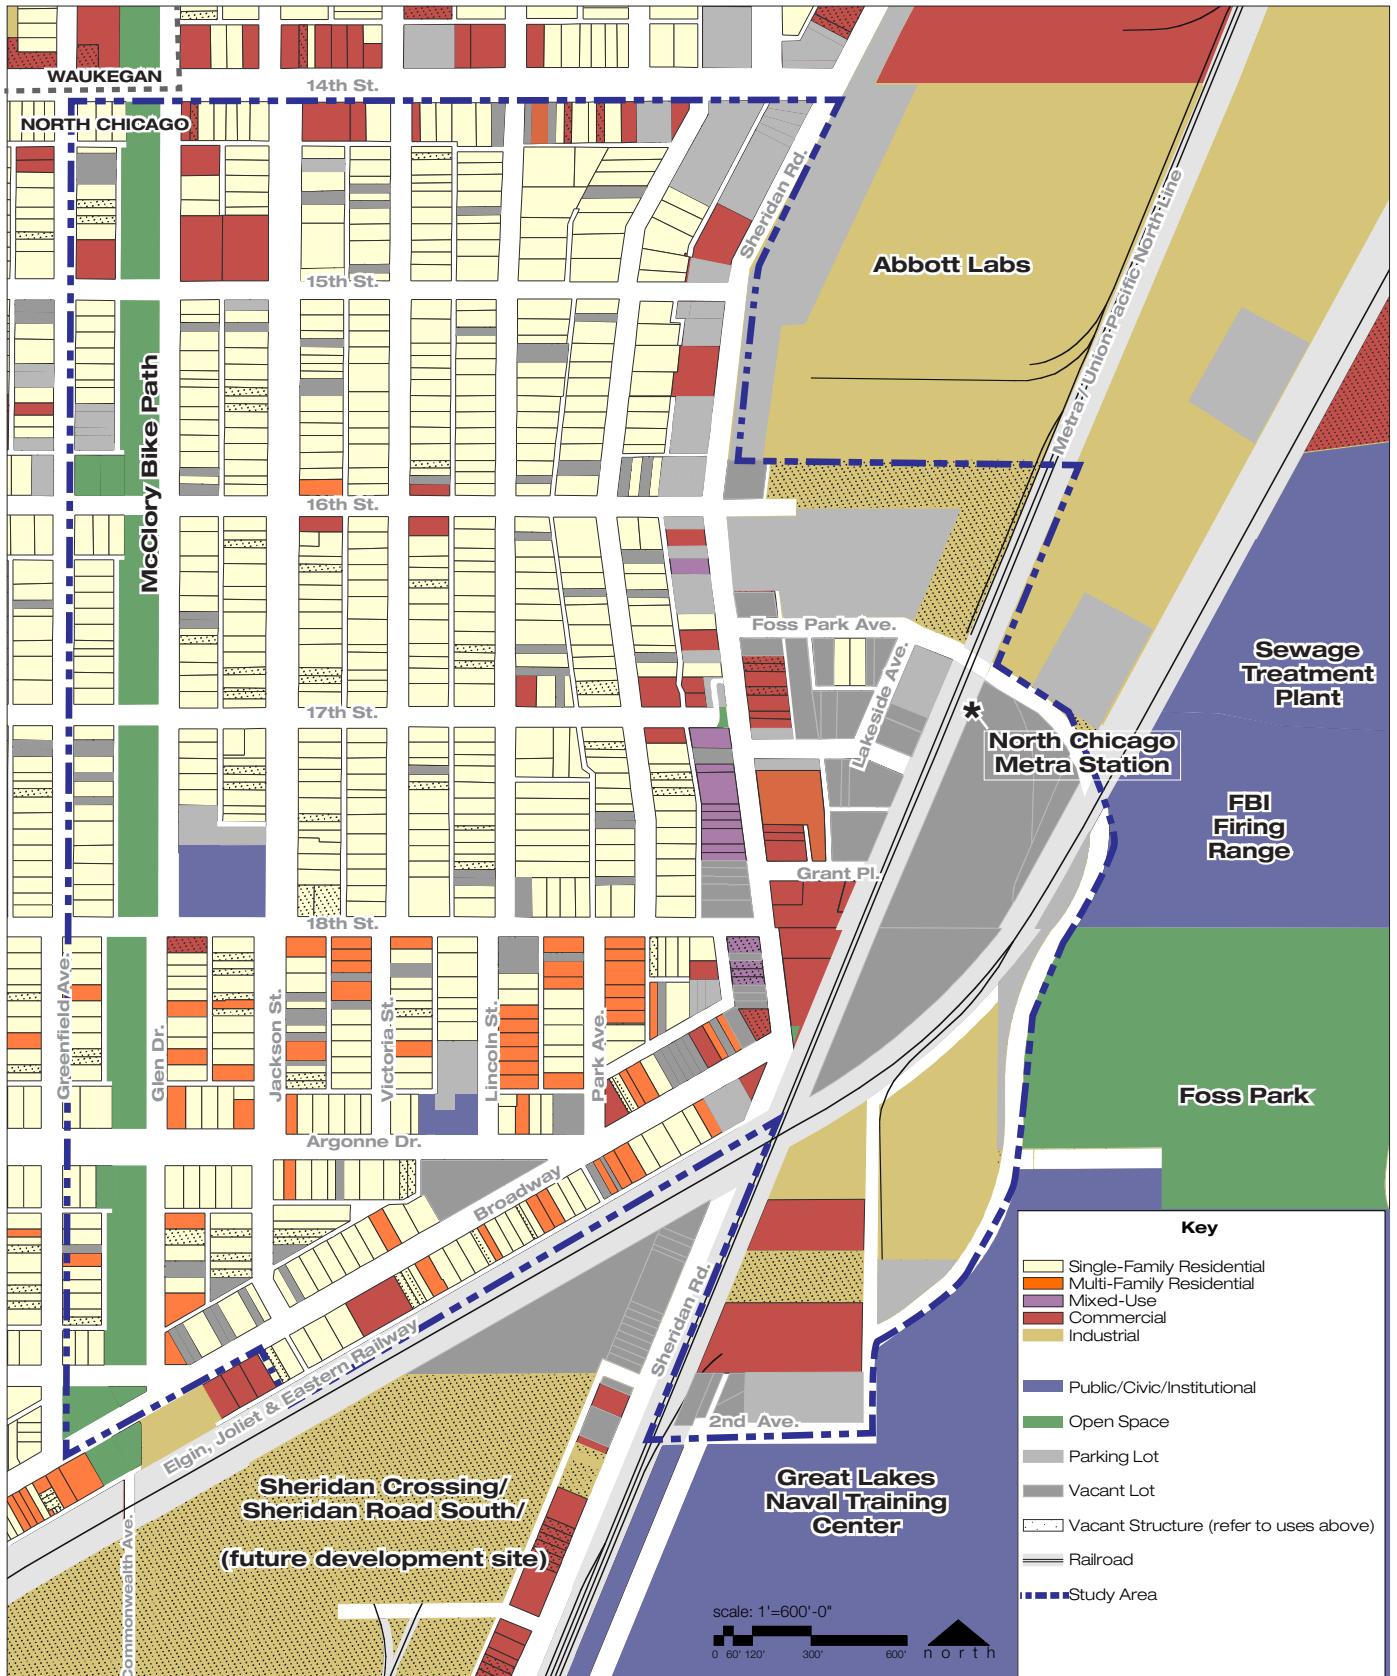 WAUKEGAN
14th St.
NORTH CHICAGO
Sheridan Rd.
Metra / Union Pacific North Line
Abbott Labs
15th St.
McClory Bike Path
16th St.
Foss Park Ave.
Lakeside Ave.
Sewage
Treatment
Plant
17th St.
*
North Chicago
Metra Station
FBI
Firing
Range
Grant Pl.
18th St.
Greenfield Ave.
Glen Dr.
Jackson St.
Victoria St.
Lincoln St.
Park Ave.
Foss Park
Argonne Dr.
Broadway
Sheridan Rd.
Elgin, Joliet & Eastern Railway
2nd Ave.
Commonwealth Ave.
Sheridan Crossing/
Sheridan Road South/
(future development site)
Great Lakes
Naval Training
Center
Key
Single-Family Residential
Multi-Family Residential
Mixed-Use
Commercial
Industrial
Public/Civic/Institutional
Open Space
Parking Lot
Vacant Lot
Vacant Structure (refer to uses above)
Railroad
Study Area
scale: 1'=600'-0"
0 60' 120' 300' 600'
north